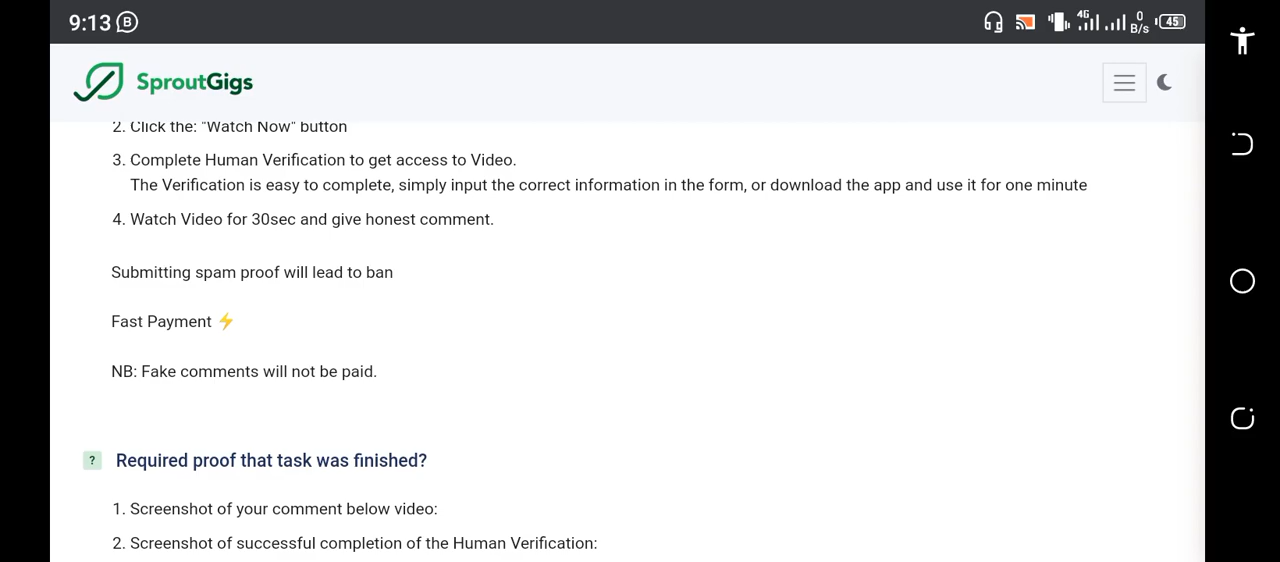 9:13 B 4G 0 B/s 45
SproutGigs
2. Click the: "Watch Now" button
3. Complete Human Verification to get access to Video.
The Verification is easy to complete, simply input the correct information in the form, or download the app and use it for one minute
4. Watch Video for 30sec and give honest comment.
Submitting spam proof will lead to ban
Fast Payment ⚡
NB: Fake comments will not be paid.
? Required proof that task was finished?
1. Screenshot of your comment below video:
2. Screenshot of successful completion of the Human Verification: